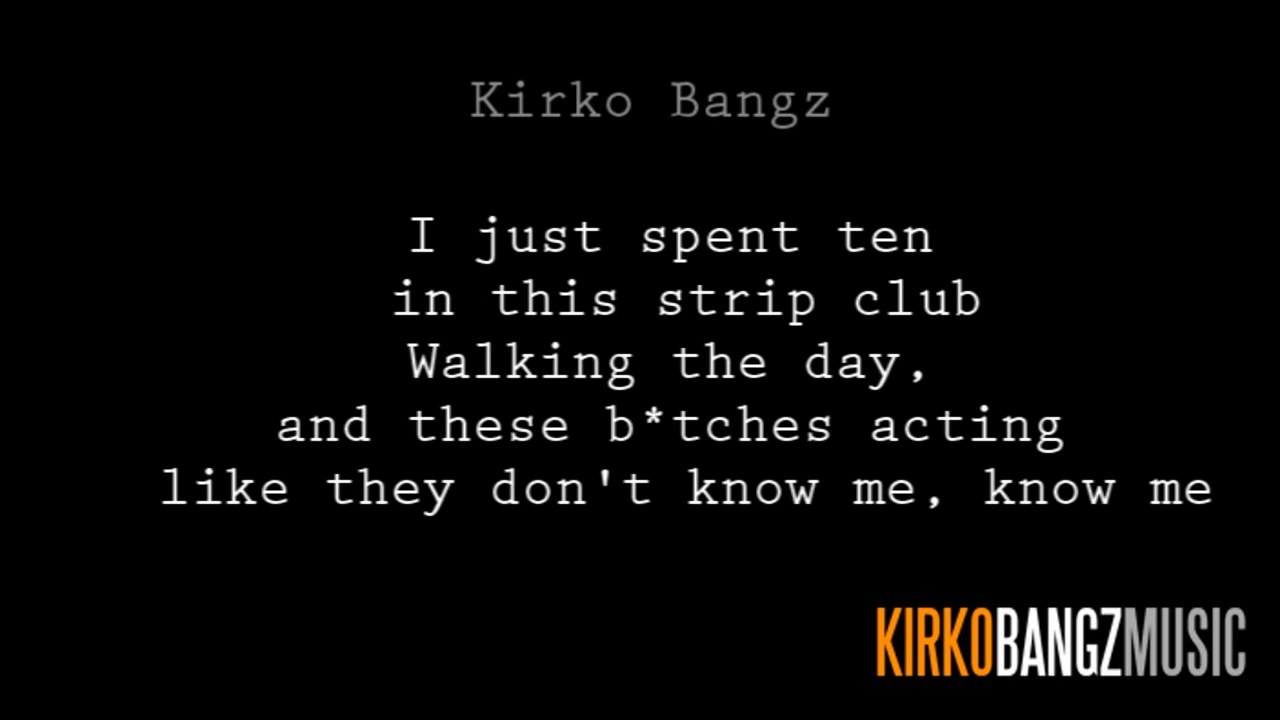 Kirko Bangz
I just spent ten
in this strip club
Walking the day,
and these b*tches acting
like they don't know me, know me
KIRKOBANGZMUSIC